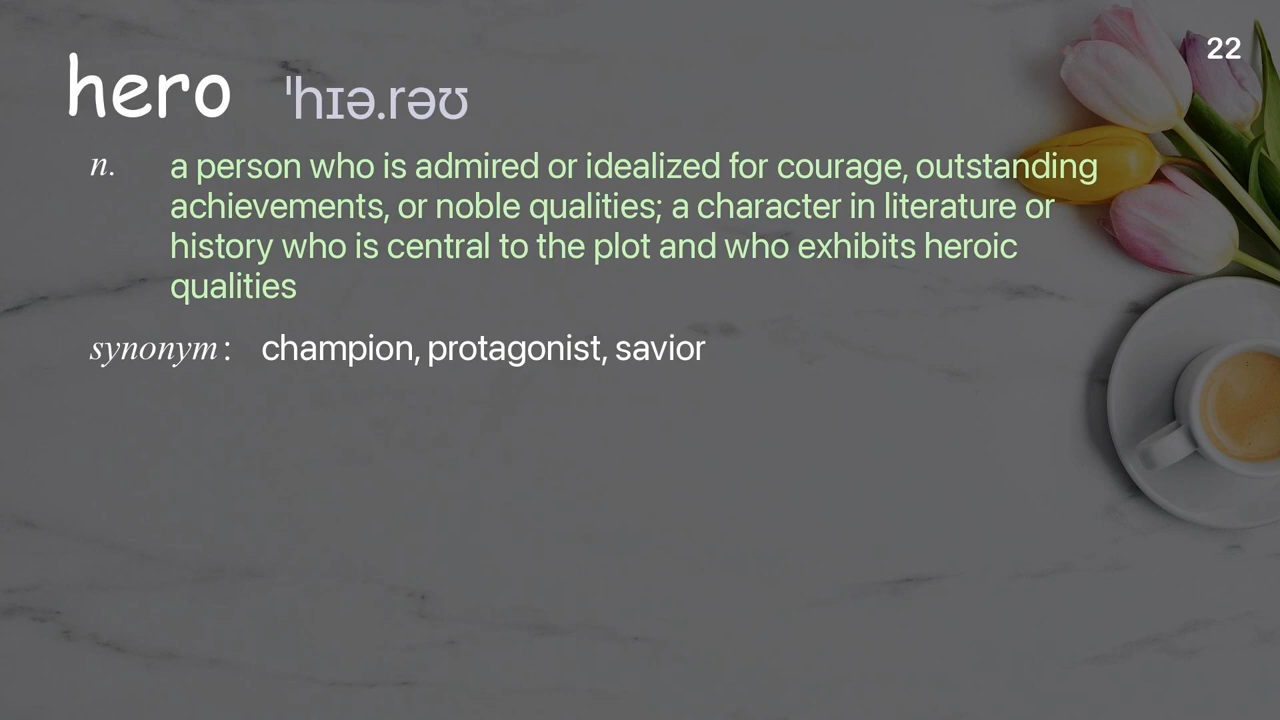 22
hero ˈhɪə.rəʊ
n. a person who is admired or idealized for courage, outstanding
achievements, or noble qualities; a character in literature or
history who is central to the plot and who exhibits heroic
qualities
synonym: champion, protagonist, savior